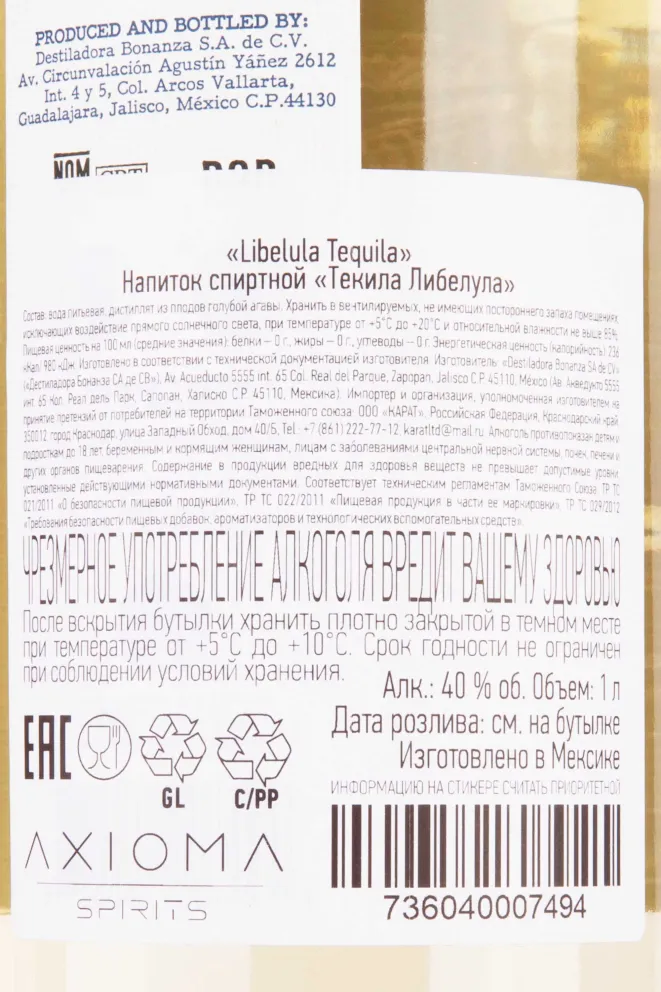 PRODUCED AND BOTTLED BY:
Destiladora Bonanza S.A. de C.V.
Av. Circunvalación Agustín Yáñez 2612
Int. 4 y 5, Col. Arcos Vallarta,
Guadalajara, Jalisco, México C.P.44130
NOM CRT
«Libelula Tequila»
Напиток спиртной «Текила Либелула»
Состав: вода питьевая, дистиллят из плодов голубой агавы. Хранить в вентилируемых, не имеющих постороннего запаха помещениях,
исключающих воздействие прямого солнечного света, при температуре от +5°С до +20°С и относительной влажности не выше 85%.
Пищевая ценность на 100 мл (средние значения): белки – 0 г., жиры – 0 г., углеводы – 0 г. Энергетическая ценность (калорийность): 236
кКал/ 980 кДж. Изготовлено в соответствии с технической документацией изготовителя. Изготовитель: «Destiladora Bonanza SA de CV»
(«Дестиладора Бонанза СА де СВ»), Av. Acueducto 5555 int. 65 Col. Real del Parque, Zapopan, Jalisco C.P. 45110, México (Ав. Акведукто 5555
инт. 65 Кол. Реал дель Парк, Сапопан, Халиско С.Р. 45110, Мексика). Импортер и организация, уполномоченная изготовителем на
принятие претензий от потребителей на территории Таможенного союза: ООО «КАРАТ», Российская Федерация, Краснодарский край,
350012 город Краснодар, улица Западный Обход, дом 40/Б, Tel.: +7 (861) 222-77-12, karatltd@mail.ru. Алкоголь противопоказан детям и
подросткам до 18 лет, беременным и кормящим женщинам, лицам с заболеваниями центральной нервной системы, почек, печени и
других органов пищеварения. Содержание в продукции вредных для здоровья веществ не превышает допустимые уровни,
установленные действующими нормативными документами. Соответствует техническим регламентам Таможенного Союза: ТР ТС
021/2011 «О безопасности пищевой продукции», ТР ТС 022/2011 «Пищевая продукция в части ее маркировки», ТР ТС 029/2012
«Требования безопасности пищевых добавок, ароматизаторов и технологических вспомогательных средств».
ЧРЕЗМЕРНОЕ УПОТРЕБЛЕНИЕ АЛКОГОЛЯ ВРЕДИТ ВАШЕМУ ЗДОРОВЬЮ
После вскрытия бутылки хранить плотно закрытой в темном месте
при температуре от +5°С до +10°С. Срок годности не ограничен
при соблюдении условий хранения.
Алк.: 40 % об. Объем: 1 л
Дата розлива: см. на бутылке
Изготовлено в Мексике
ИНФОРМАЦИЮ НА СТИКЕРЕ СЧИТАТЬ ПРИОРИТЕТНОЙ
EAC
GL
C/PP
AXIOMA
SPIRITS
736040007494